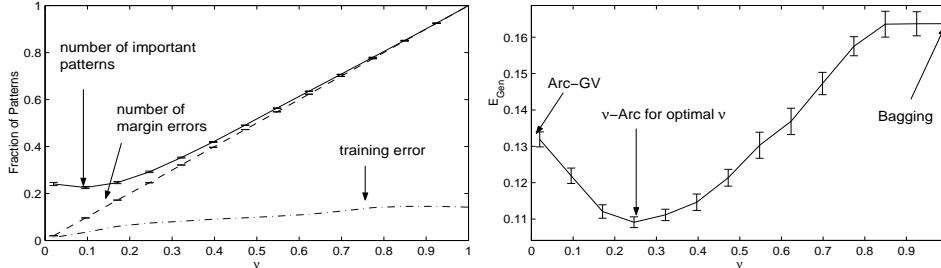 1
0.8
0.6
0.4
0.2
0
Fraction of Patterns
number of important
patterns
number of
margin errors
training error
0 0.1 0.2 0.3 0.4 0.5 0.6 0.7 0.8 0.9 1
ν
0.16
0.15
0.14
0.13
0.12
0.11
E_Gen
Arc−GV
ν−Arc for optimal ν
Bagging
0 0.1 0.2 0.3 0.4 0.5 0.6 0.7 0.8 0.9
ν